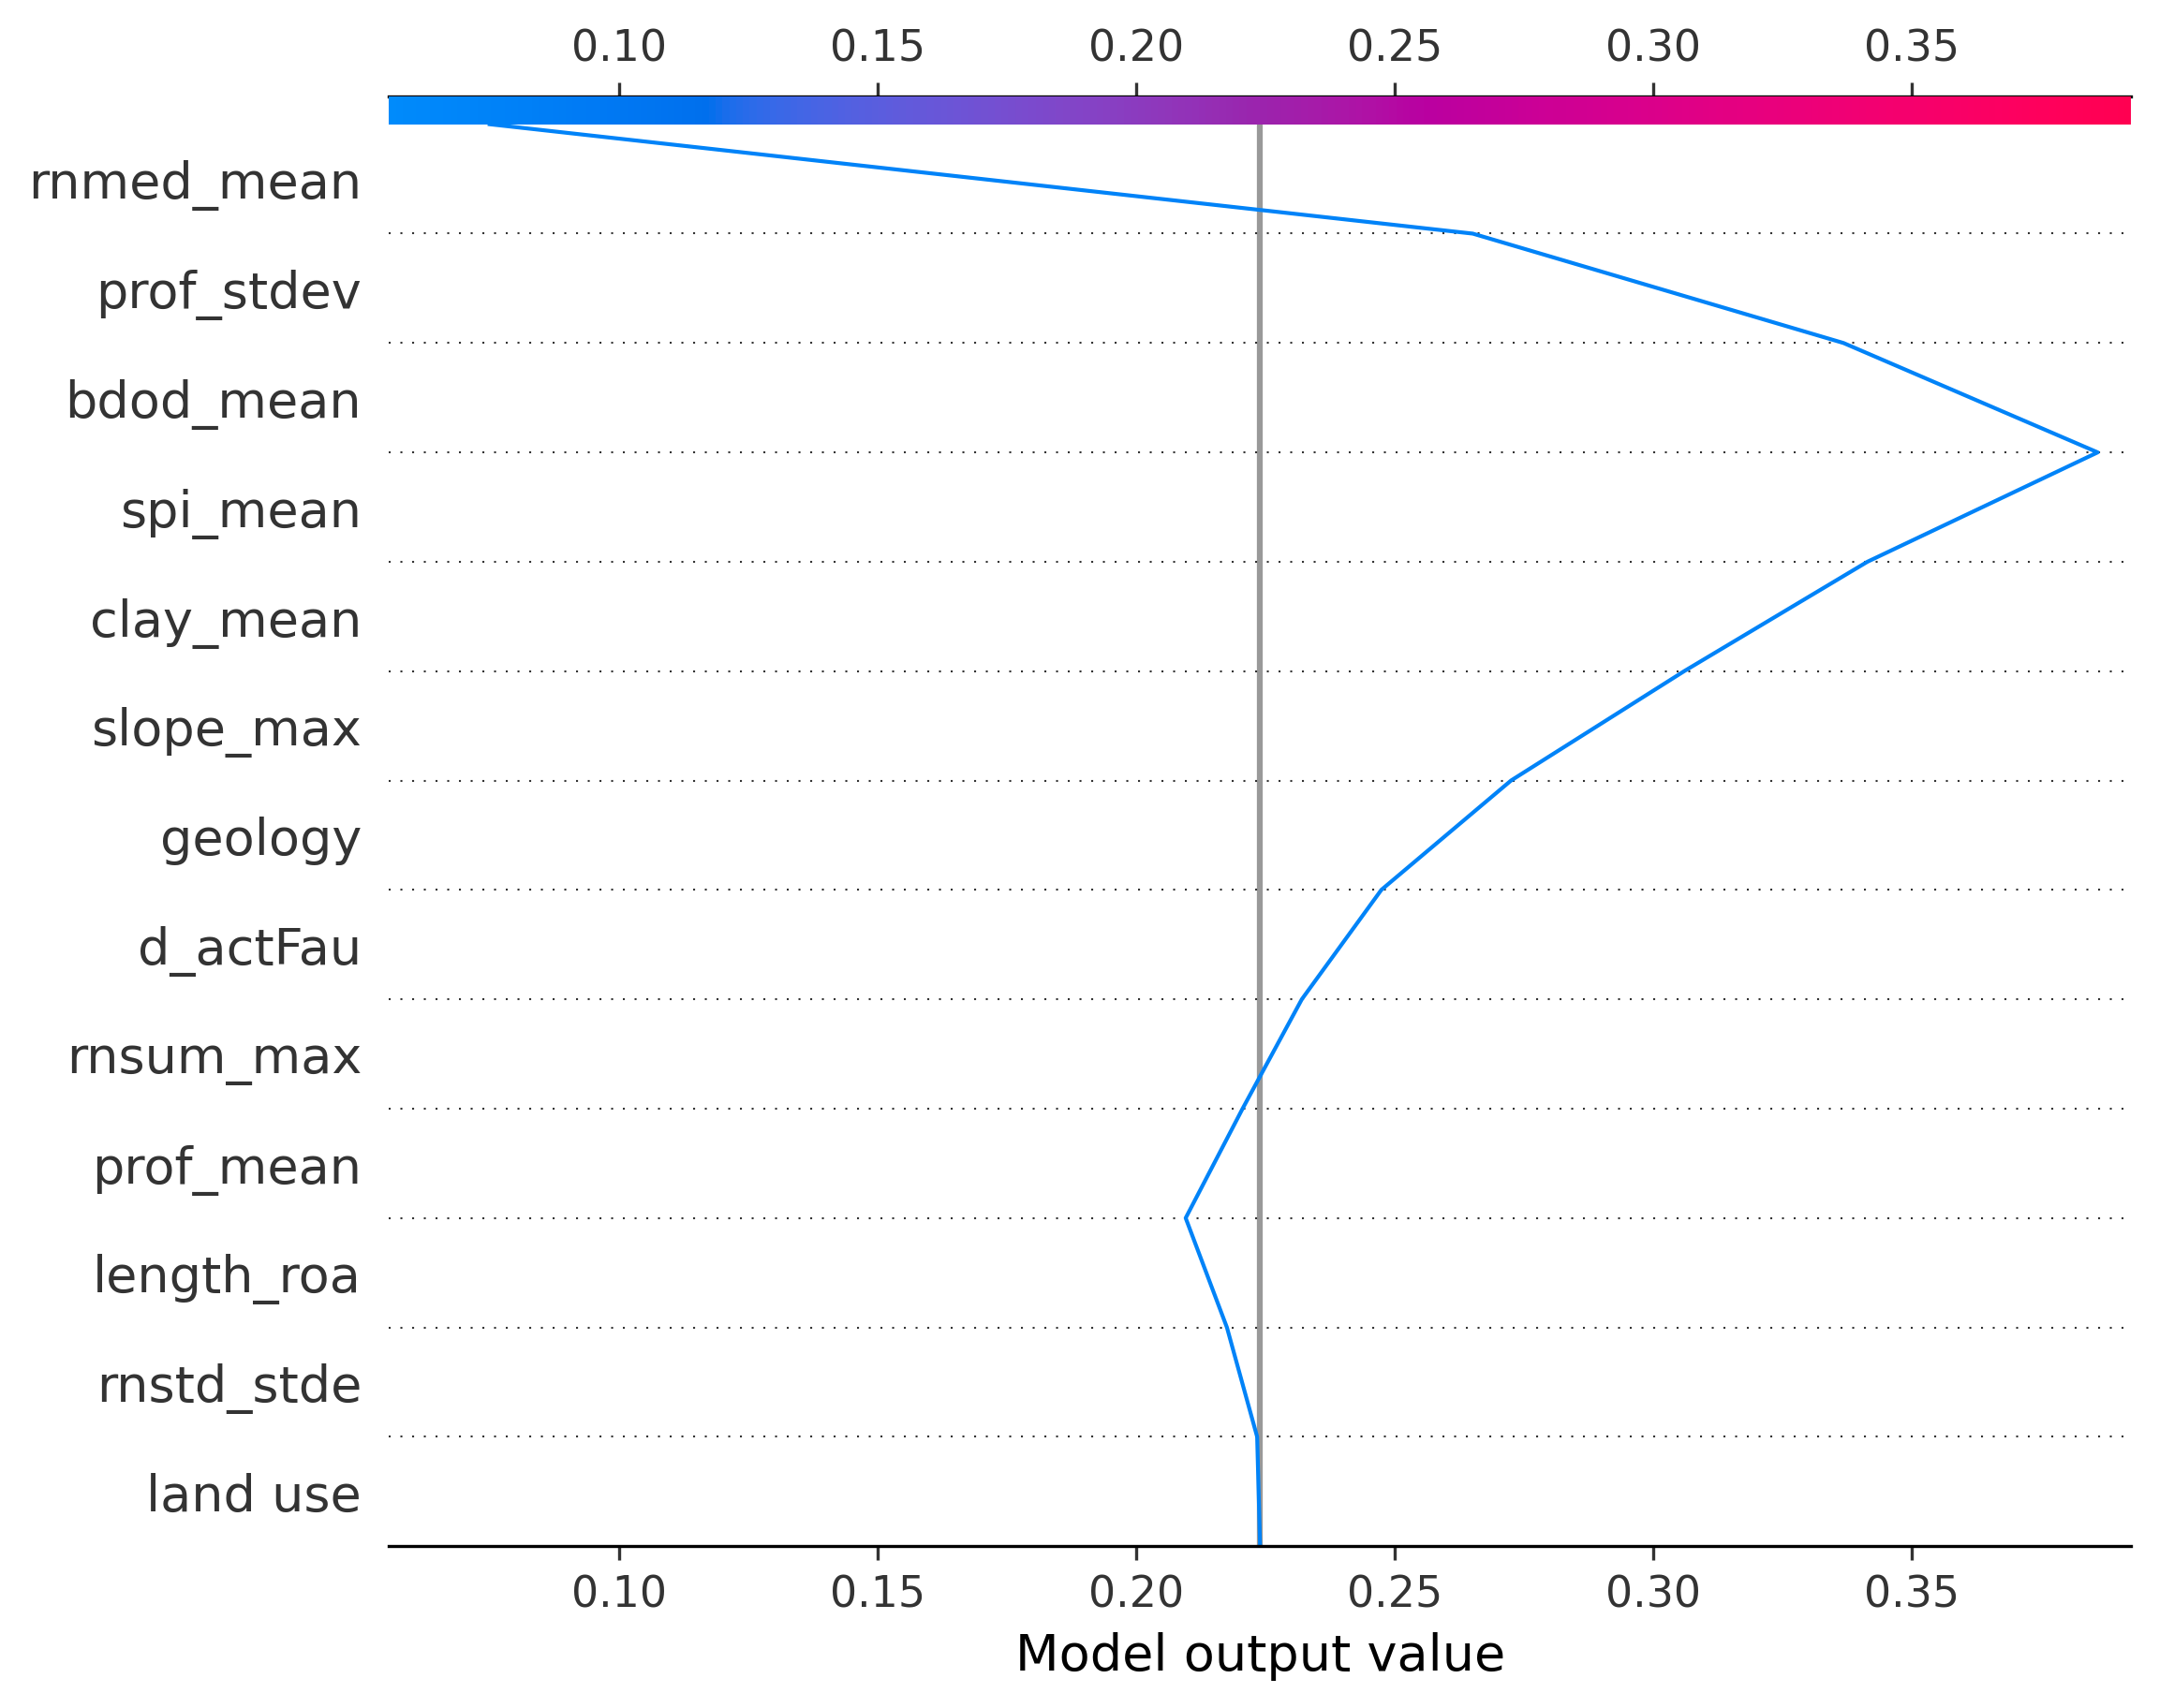 0.10 0.15 0.20 0.25 0.30 0.35
rnmed_mean
prof_stdev
bdod_mean
spi_mean
clay_mean
slope_max
geology
d_actFau
rnsum_max
prof_mean
length_roa
rnstd_stde
land use
0.10 0.15 0.20 0.25 0.30 0.35
Model output value